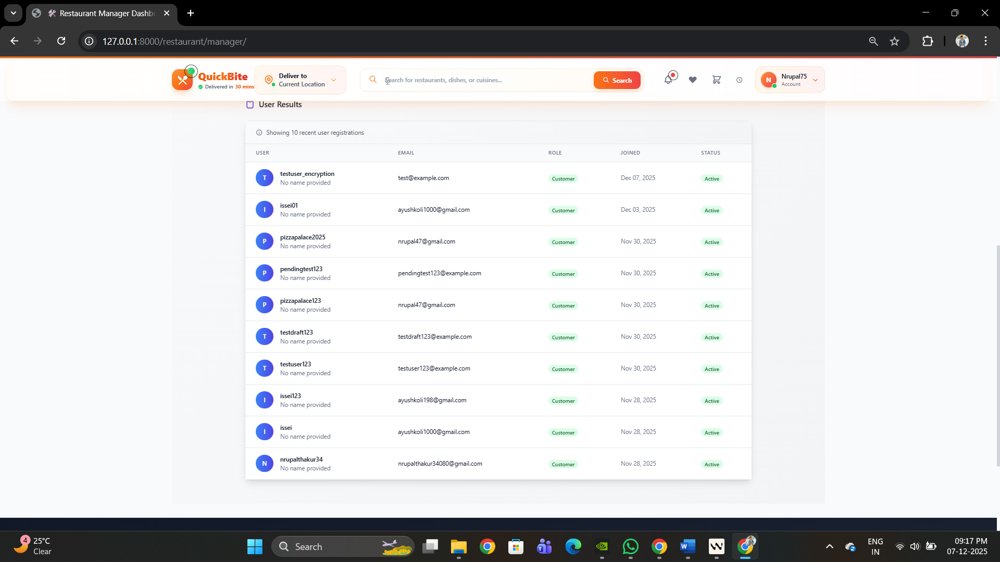 Restaurant Manager Dashb
127.0.0.1:8000/restaurant/manager/
QuickBite
Delivered in 30 mins
Deliver to
Current Location
Search for restaurants, dishes, or cuisines...
Search
N
Nrupal75
Account
User Results
Showing 10 recent user registrations
USER EMAIL ROLE JOINED STATUS
T testuser_encryption
No name provided
test@example.com Customer Dec 07, 2025 Active
I issei01
No name provided
ayushkoli1000@gmail.com Customer Dec 03, 2025 Active
P pizzapalace2025
No name provided
nrupal47@gmail.com Customer Nov 30, 2025 Active
P pendingtest123
No name provided
pendingtest123@example.com Customer Nov 30, 2025 Active
P pizzapalace123
No name provided
nrupal47@gmail.com Customer Nov 30, 2025 Active
T testdraft123
No name provided
testdraft123@example.com Customer Nov 30, 2025 Active
T testuser123
No name provided
testuser123@example.com Customer Nov 30, 2025 Active
I issei123
No name provided
ayushkoli198@gmail.com Customer Nov 28, 2025 Active
I issei
No name provided
ayushkoli1000@gmail.com Customer Nov 28, 2025 Active
N nrupalthakur34
No name provided
nrupalthakur34080@gmail.com Customer Nov 28, 2025 Active
4
25°C
Clear
Search
ENG
IN
09:17 PM
07-12-2025